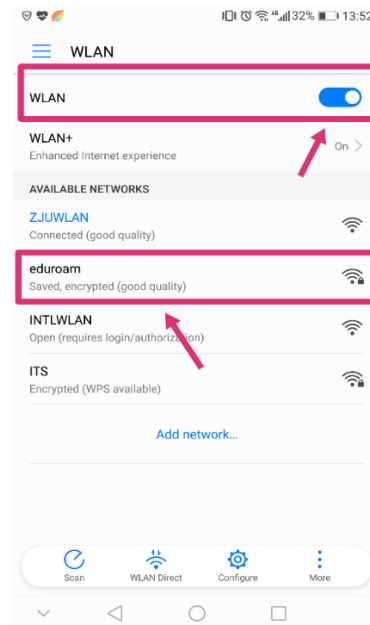 32% 13:52
WLAN
WLAN
WLAN+
Enhanced Internet experience
On
AVAILABLE NETWORKS
ZJUWLAN
Connected (good quality)
eduroam
Saved, encrypted (good quality)
INTLWLAN
Open (requires login/authorization)
ITS
Encrypted (WPS available)
Add network...
Scan WLAN Direct Configure More